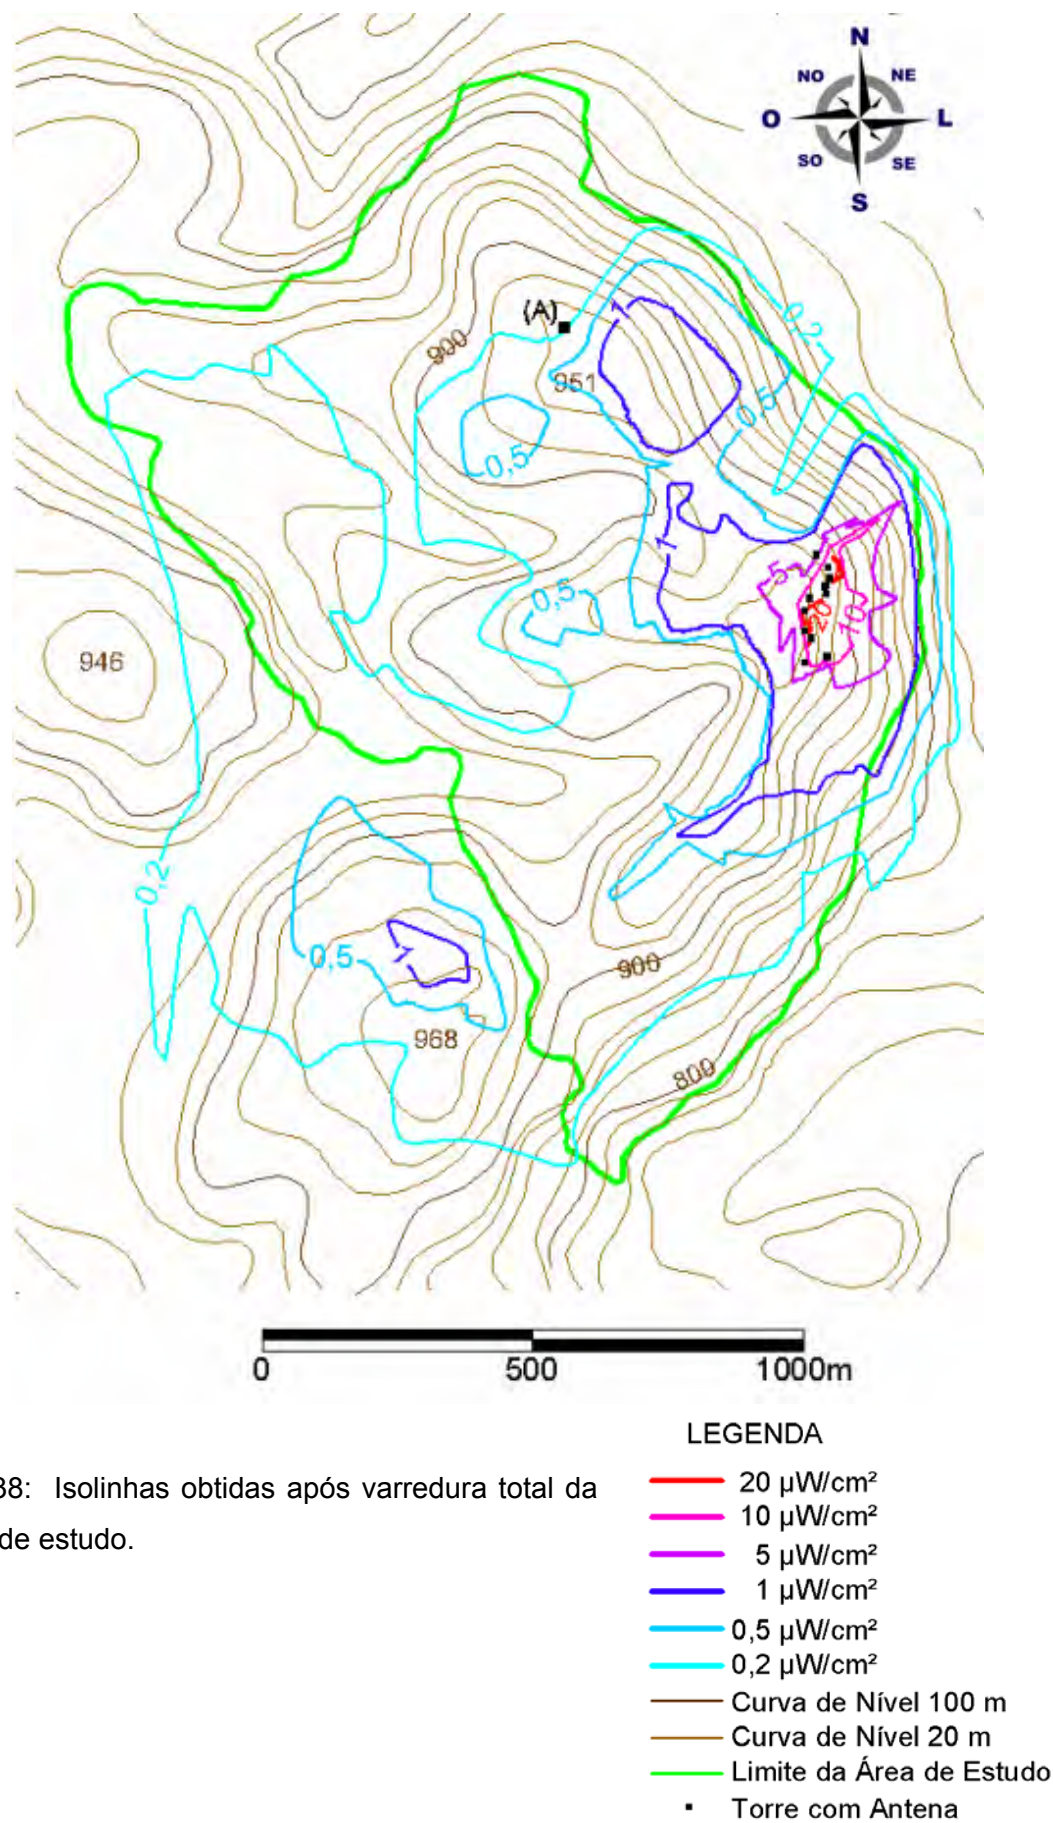 N
NO
NE
O
L
SO
SE
S
0,2
(A)
1
900
951
0,5
0,5
1
5
0,5
20
10
946
0,2
1
0,5
900
968
800
0
500
1000m
LEGENDA
38: Isolinhas obtidas após varredura total da
de estudo.
20 µW/cm²
10 µW/cm²
5 µW/cm²
1 µW/cm²
0,5 µW/cm²
0,2 µW/cm²
Curva de Nível 100 m
Curva de Nível 20 m
Limite da Área de Estudo
Torre com Antena